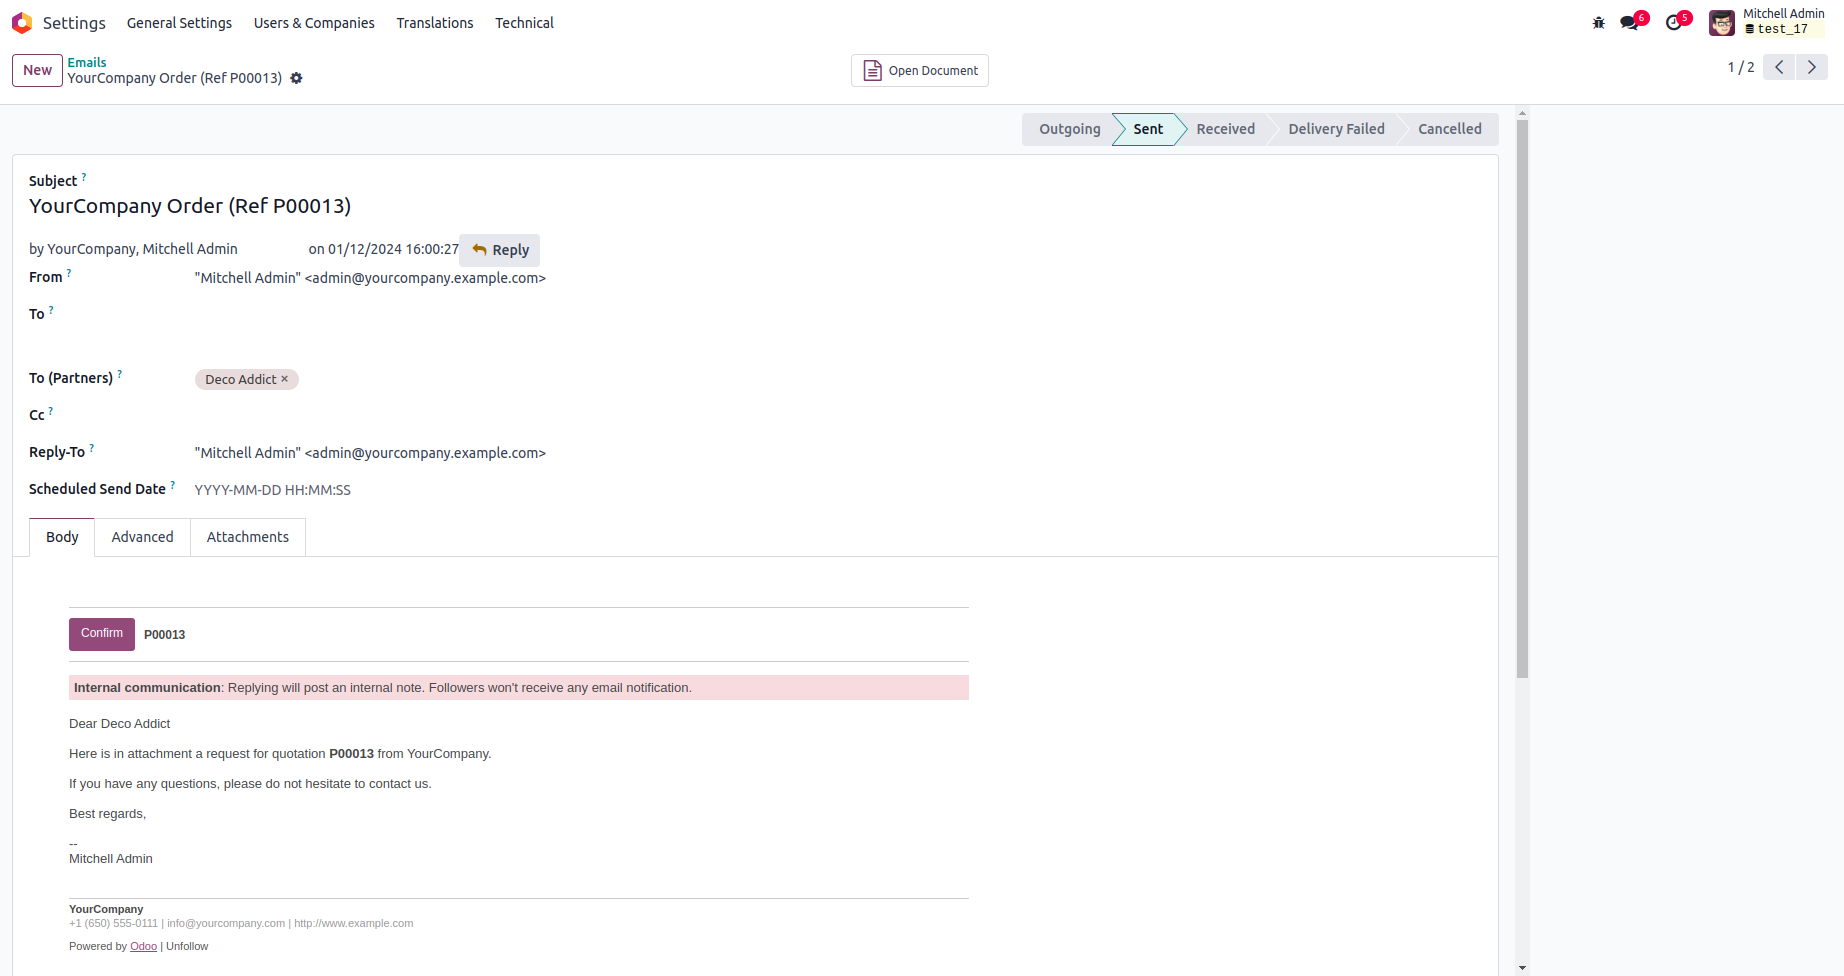 Settings General Settings Users & Companies Translations Technical 6 5 Mitchell Admin
test_17
New Emails
YourCompany Order (Ref P00013)
Open Document
1 / 2
Outgoing Sent Received Delivery Failed Cancelled
Subject ?
YourCompany Order (Ref P00013)
by YourCompany, Mitchell Admin on 01/12/2024 16:00:27 Reply
From ? "Mitchell Admin" <admin@yourcompany.example.com>
To ?
To (Partners) ? Deco Addict ×
Cc ?
Reply-To ? "Mitchell Admin" <admin@yourcompany.example.com>
Scheduled Send Date ? YYYY-MM-DD HH:MM:SS
Body Advanced Attachments
Confirm P00013
Internal communication: Replying will post an internal note. Followers won't receive any email notification.
Dear Deco Addict
Here is in attachment a request for quotation P00013 from YourCompany.
If you have any questions, please do not hesitate to contact us.
Best regards,
--
Mitchell Admin
YourCompany
+1 (650) 555-0111 | info@yourcompany.com | http://www.example.com
Powered by Odoo | Unfollow